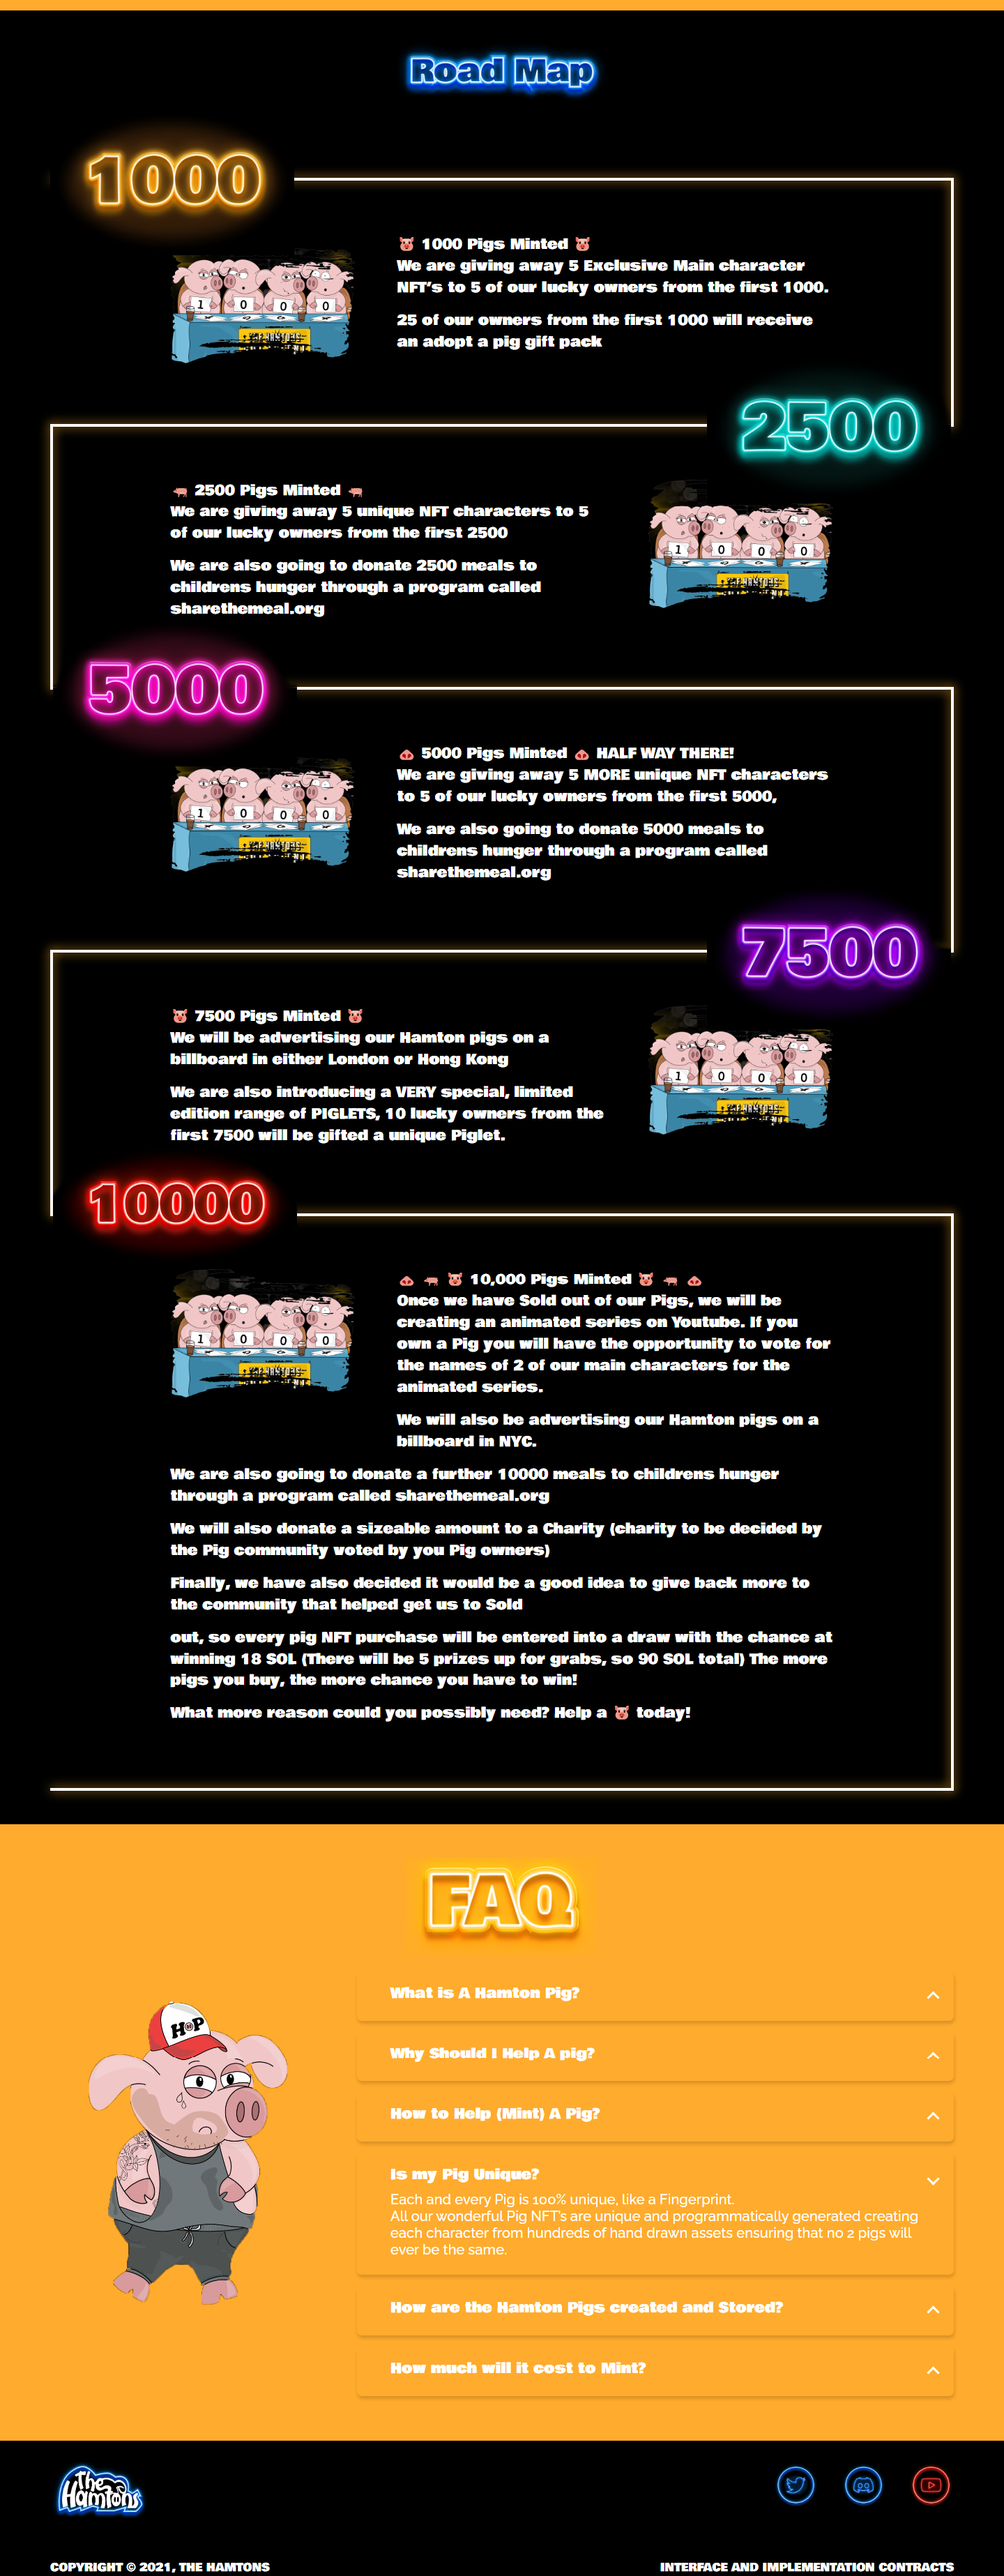 Road Map
1000
🐷 1000 Pigs Minted 🐷
We are giving away 5 Exclusive Main character
NFT's to 5 of our lucky owners from the first 1000.
25 of our owners from the first 1000 will receive
an adopt a pig gift pack
1 0 0 0
2500
🐖 2500 Pigs Minted 🐖
We are giving away 5 unique NFT characters to 5
of our lucky owners from the first 2500
We are also going to donate 2500 meals to
childrens hunger through a program called
sharethemeal.org
1 0 0 0
5000
🐽 5000 Pigs Minted 🐽 HALF WAY THERE!
We are giving away 5 MORE unique NFT characters
to 5 of our lucky owners from the first 5000,
We are also going to donate 5000 meals to
childrens hunger through a program called
sharethemeal.org
1 0 0 0
7500
🐷 7500 Pigs Minted 🐷
We will be advertising our Hamton pigs on a
billboard in either London or Hong Kong
We are also introducing a VERY special, limited
edition range of PIGLETS, 10 lucky owners from the
first 7500 will be gifted a unique Piglet.
1 0 0 0
10000
🐽 🐖 🐷 10,000 Pigs Minted 🐷 🐖 🐽
Once we have Sold out of our Pigs, we will be
creating an animated series on Youtube. If you
own a Pig you will have the opportunity to vote for
the names of 2 of our main characters for the
animated series.
1 0 0 0
We will also be advertising our Hamton pigs on a
billboard in NYC.
We are also going to donate a further 10000 meals to childrens hunger
through a program called sharethemeal.org
We will also donate a sizeable amount to a Charity (charity to be decided by
the Pig community voted by you Pig owners)
Finally, we have also decided it would be a good idea to give back more to
the community that helped get us to Sold
out, so every pig NFT purchase will be entered into a draw with the chance at
winning 18 SOL (There will be 5 prizes up for grabs, so 90 SOL total) The more
pigs you buy, the more chance you have to win!
What more reason could you possibly need? Help a 🐷 today!
FAQ
HP
What is A Hamton Pig?
Why Should I Help A pig?
How to Help (Mint) A Pig?
Is my Pig Unique?
Each and every Pig is 100% unique, like a Fingerprint.
All our wonderful Pig NFT's are unique and programmatically generated creating
each character from hundreds of hand drawn assets ensuring that no 2 pigs will
ever be the same.
How are the Hamton Pigs created and Stored?
How much will it cost to Mint?
The
Hamtons
COPYRIGHT © 2021, THE HAMTONS
INTERFACE AND IMPLEMENTATION CONTRACTS